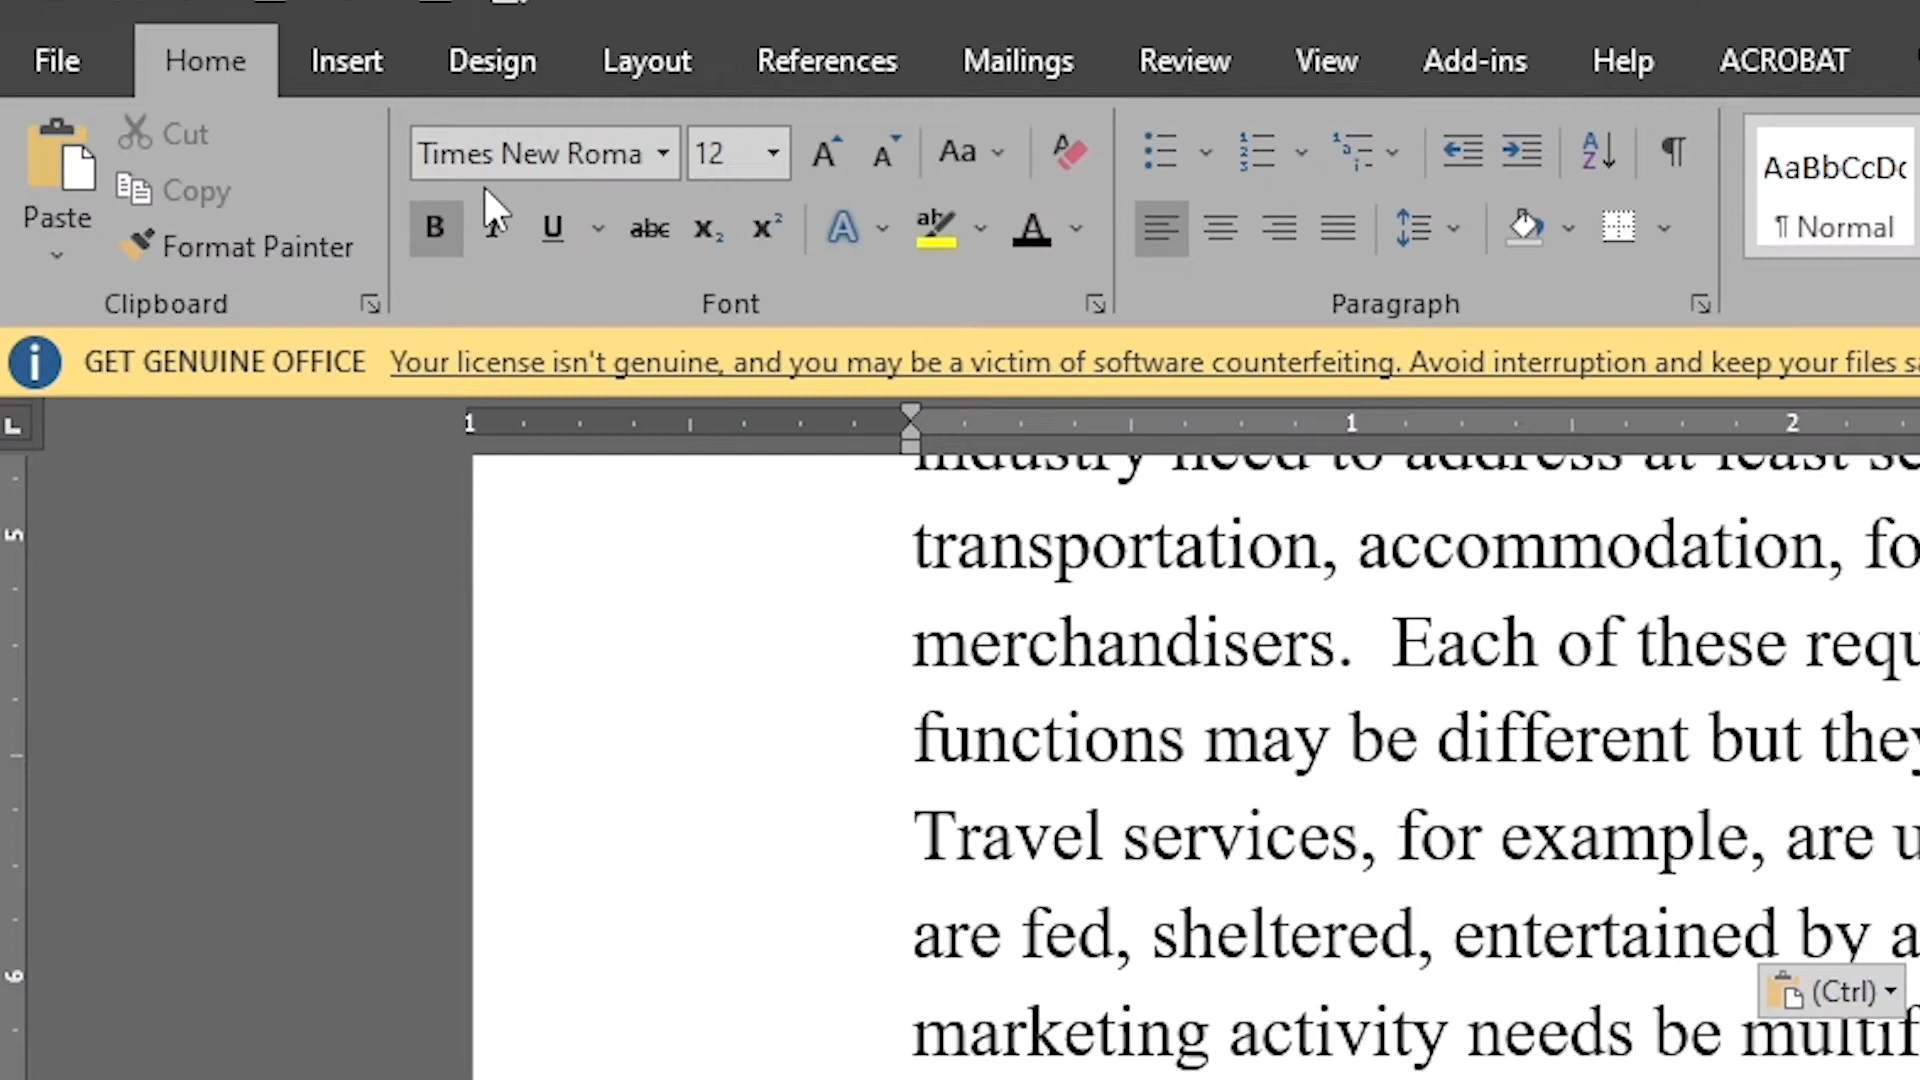 File Home Insert Design Layout References Mailings Review View Add-ins Help ACROBAT
Cut
Copy
Format Painter
Paste
Clipboard
Times New Roma 12 A A Aa A
B I U abc x₂ x² A ab A
Font
A Z ¶
Paragraph
AaBbCcDc
¶ Normal
GET GENUINE OFFICE Your license isn't genuine, and you may be a victim of software counterfeiting. Avoid interruption and keep your files
L 1 1 2
5
6
industry need to address at least
transportation, accommodation, fo
merchandisers. Each of these requ
functions may be different but they
Travel services, for example, are u
are fed, sheltered, entertained by a
(Ctrl)
marketing activity needs be multif